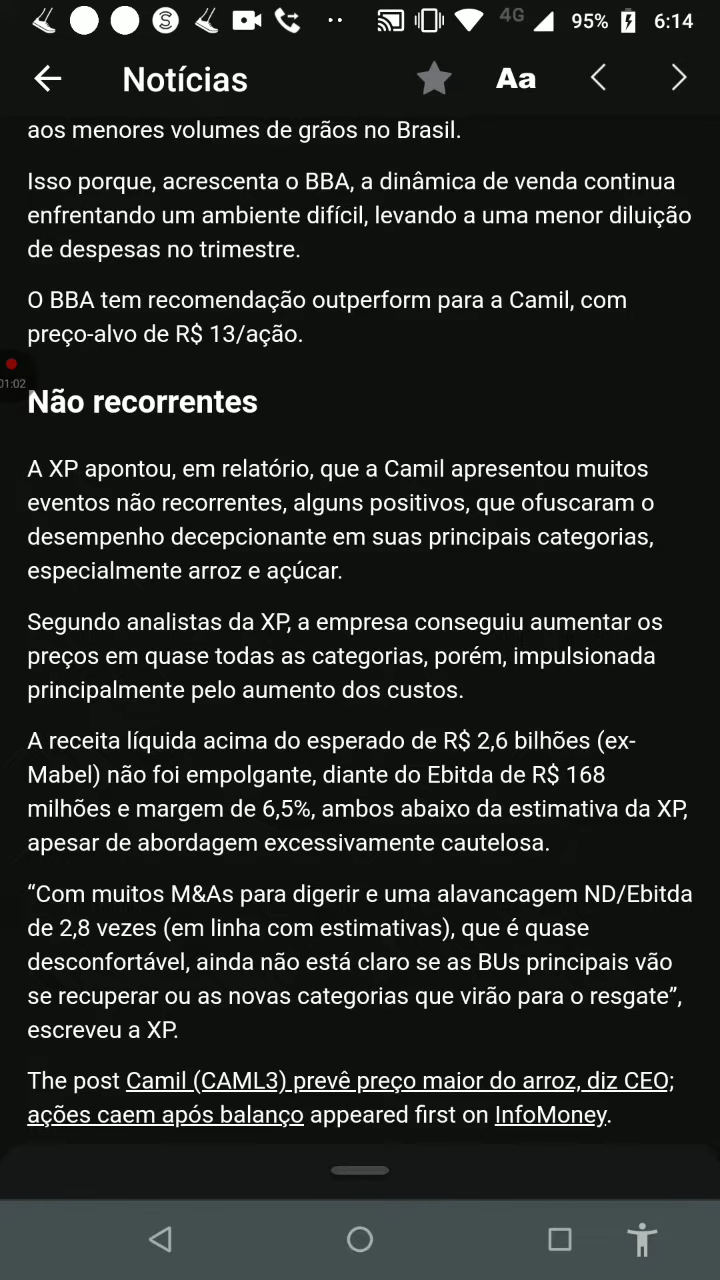 4G 95% 6:14
Notícias Aa
aos menores volumes de grãos no Brasil.
Isso porque, acrescenta o BBA, a dinâmica de venda continua
enfrentando um ambiente difícil, levando a uma menor diluição
de despesas no trimestre.
O BBA tem recomendação outperform para a Camil, com
preço-alvo de R$ 13/ação.
01:02
Não recorrentes
A XP apontou, em relatório, que a Camil apresentou muitos
eventos não recorrentes, alguns positivos, que ofuscaram o
desempenho decepcionante em suas principais categorias,
especialmente arroz e açúcar.
Segundo analistas da XP, a empresa conseguiu aumentar os
preços em quase todas as categorias, porém, impulsionada
principalmente pelo aumento dos custos.
A receita líquida acima do esperado de R$ 2,6 bilhões (ex-
Mabel) não foi empolgante, diante do Ebitda de R$ 168
milhões e margem de 6,5%, ambos abaixo da estimativa da XP,
apesar de abordagem excessivamente cautelosa.
“Com muitos M&As para digerir e uma alavancagem ND/Ebitda
de 2,8 vezes (em linha com estimativas), que é quase
desconfortável, ainda não está claro se as BUs principais vão
se recuperar ou as novas categorias que virão para o resgate”,
escreveu a XP.
The post Camil (CAML3) prevê preço maior do arroz, diz CEO;
ações caem após balanço appeared first on InfoMoney.